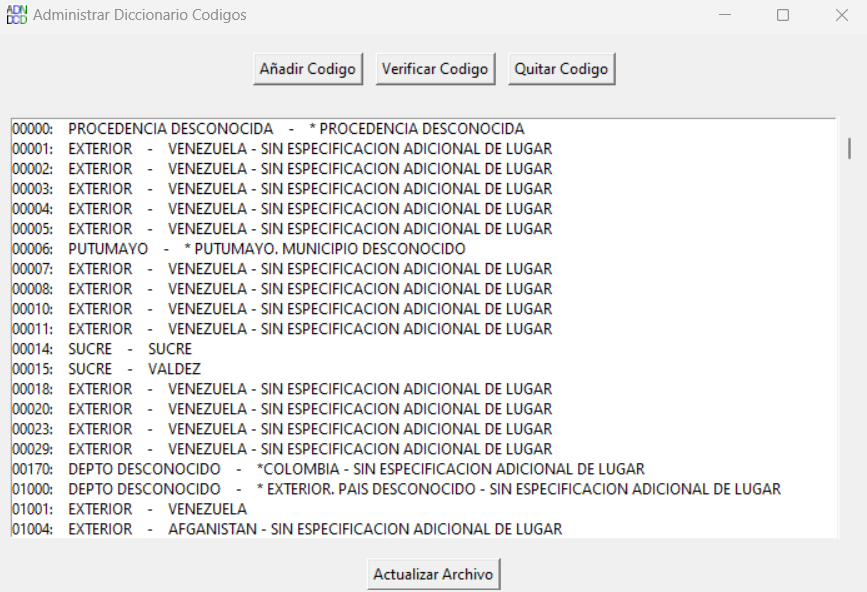 ADN
DCD
Administrar Diccionario Codigos
Añadir Codigo
Verificar Codigo
Quitar Codigo
00000: PROCEDENCIA DESCONOCIDA - * PROCEDENCIA DESCONOCIDA
00001: EXTERIOR - VENEZUELA - SIN ESPECIFICACION ADICIONAL DE LUGAR
00002: EXTERIOR - VENEZUELA - SIN ESPECIFICACION ADICIONAL DE LUGAR
00003: EXTERIOR - VENEZUELA - SIN ESPECIFICACION ADICIONAL DE LUGAR
00004: EXTERIOR - VENEZUELA - SIN ESPECIFICACION ADICIONAL DE LUGAR
00005: EXTERIOR - VENEZUELA - SIN ESPECIFICACION ADICIONAL DE LUGAR
00006: PUTUMAYO - * PUTUMAYO. MUNICIPIO DESCONOCIDO
00007: EXTERIOR - VENEZUELA - SIN ESPECIFICACION ADICIONAL DE LUGAR
00008: EXTERIOR - VENEZUELA - SIN ESPECIFICACION ADICIONAL DE LUGAR
00010: EXTERIOR - VENEZUELA - SIN ESPECIFICACION ADICIONAL DE LUGAR
00011: EXTERIOR - VENEZUELA - SIN ESPECIFICACION ADICIONAL DE LUGAR
00014: SUCRE - SUCRE
00015: SUCRE - VALDEZ
00018: EXTERIOR - VENEZUELA - SIN ESPECIFICACION ADICIONAL DE LUGAR
00020: EXTERIOR - VENEZUELA - SIN ESPECIFICACION ADICIONAL DE LUGAR
00023: EXTERIOR - VENEZUELA - SIN ESPECIFICACION ADICIONAL DE LUGAR
00029: EXTERIOR - VENEZUELA - SIN ESPECIFICACION ADICIONAL DE LUGAR
00170: DEPTO DESCONOCIDO - *COLOMBIA - SIN ESPECIFICACION ADICIONAL DE LUGAR
01000: DEPTO DESCONOCIDO - * EXTERIOR. PAIS DESCONOCIDO - SIN ESPECIFICACION ADICIONAL DE LUGAR
01001: EXTERIOR - VENEZUELA
01004: EXTERIOR - AFGANISTAN - SIN ESPECIFICACION ADICIONAL DE LUGAR
Actualizar Archivo